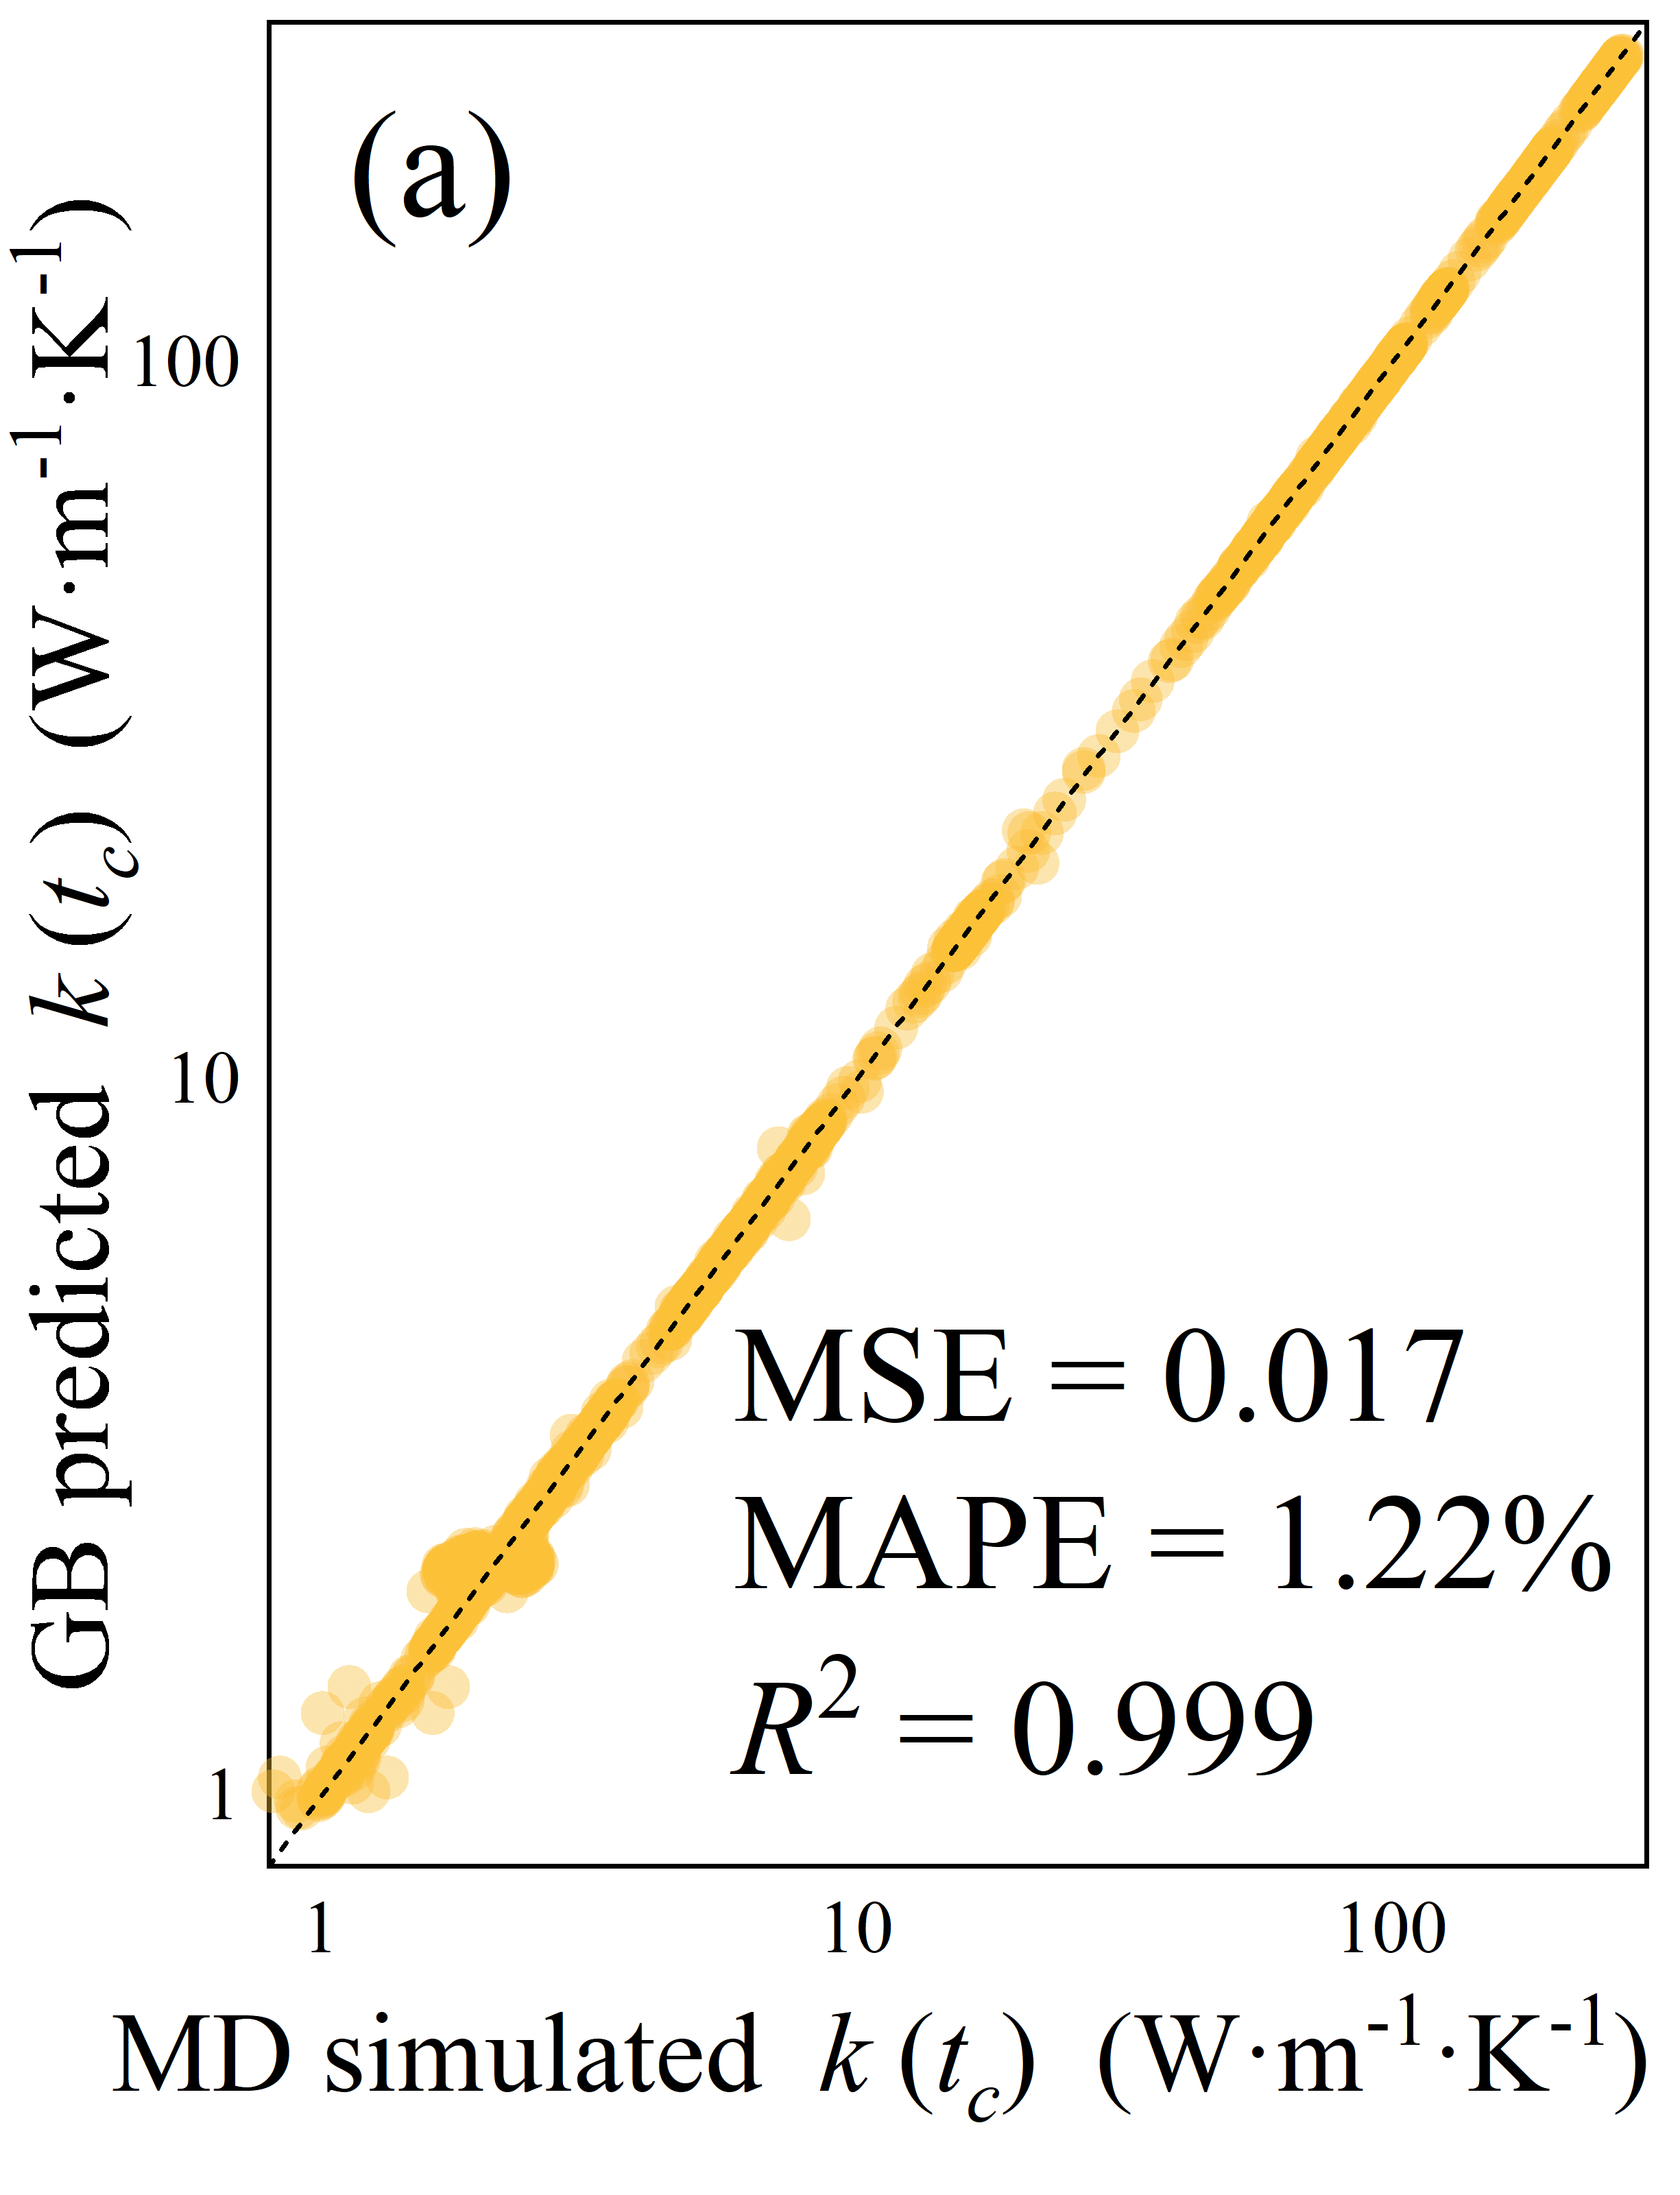 (a)
GB predicted k (t_c) (W·m⁻¹·K⁻¹)
100
10
1
MSE = 0.017
MAPE = 1.22%
R² = 0.999
1 10 100
MD simulated k (t_c) (W·m⁻¹·K⁻¹)